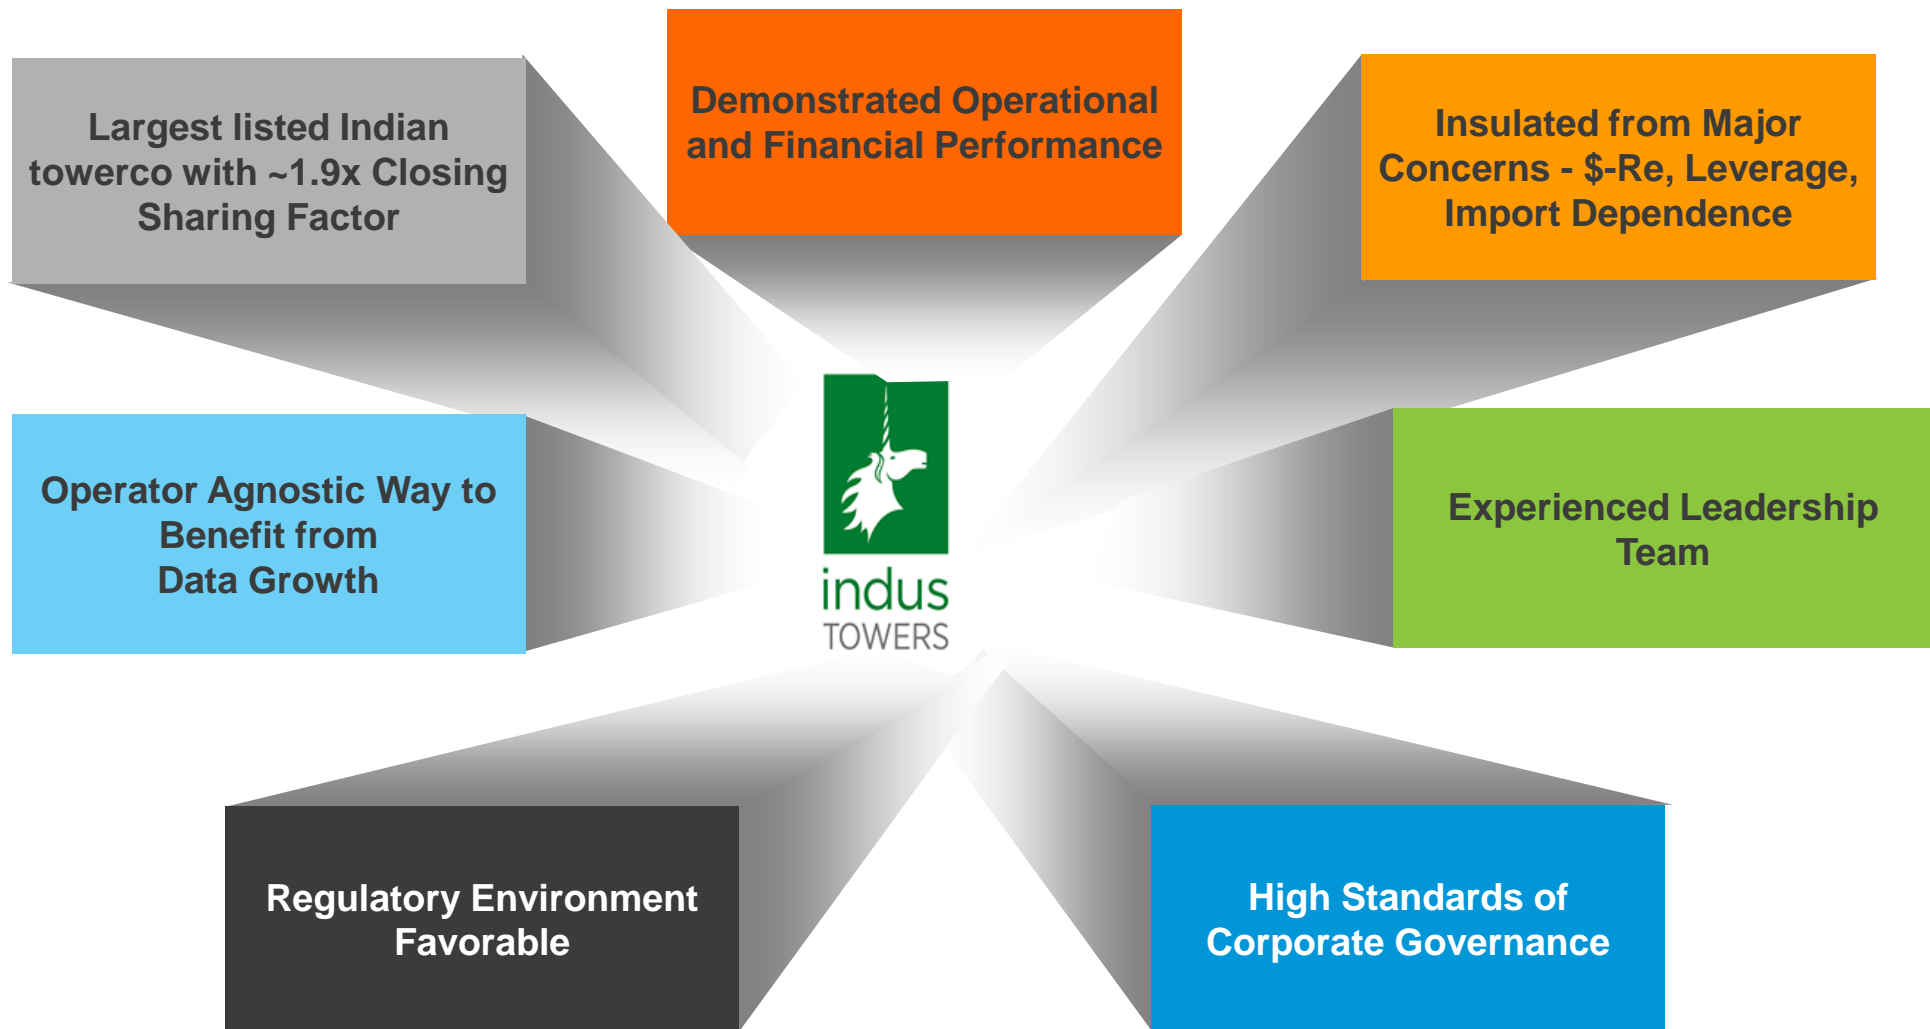 Largest listed Indian
towerco with ~1.9x Closing
Sharing Factor
Demonstrated Operational
and Financial Performance
Insulated from Major
Concerns - $-Re, Leverage,
Import Dependence
Operator Agnostic Way to
Benefit from
Data Growth
indus
TOWERS
Experienced Leadership
Team
Regulatory Environment
Favorable
High Standards of
Corporate Governance